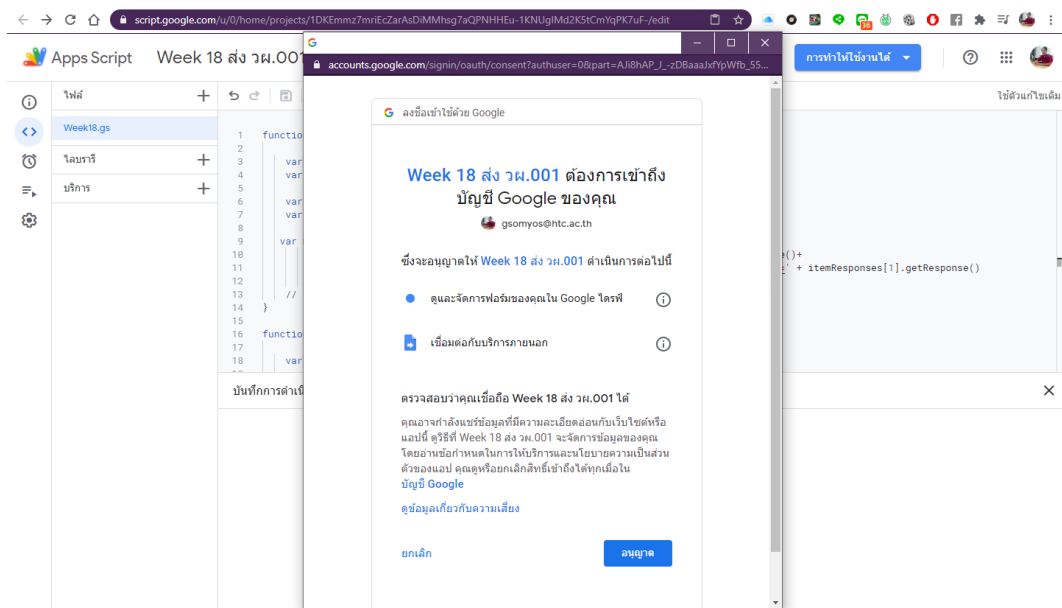 script.google.com/u/0/home/projects/1DKEmmz7mriEcZarAsDiMMhsg7aQPNHHEu-1KNUgIMd2K5tCmYqPK7uF-/edit
36
Apps Script
Week 18 ส่ง วผ.001
การทำให้ใช้งานได้
ไฟล์
ใช้ตัวแก้ไขเดิม
Week18.gs
ไลบรารี
บริการ
1 functio
2
3 var
4 var
5
6 var
7 var
8
9 var
10 ()+
11 ' + itemResponses[1].getResponse()
12
13 //
14 }
15
16 functio
17
18 var
บันทึกการดำเนิ
G
accounts.google.com/signin/oauth/consent?authuser=0&part=AJi8hAP_J_-zDBaaaJxfYpWfb_55...
G ลงชื่อเข้าใช้ด้วย Google
Week 18 ส่ง วผ.001 ต้องการเข้าถึง
บัญชี Google ของคุณ
gsomyos@htc.ac.th
ซึ่งจะอนุญาตให้ Week 18 ส่ง วผ.001 ดำเนินการต่อไปนี้
ดูและจัดการฟอร์มของคุณใน Google ไดรฟ์
เชื่อมต่อกับบริการภายนอก
ตรวจสอบว่าคุณเชื่อถือ Week 18 ส่ง วผ.001 ได้
คุณอาจกำลังแชร์ข้อมูลที่มีความละเอียดอ่อนกับเว็บไซต์หรือ
แอปนี้ ดูวิธีที่ Week 18 ส่ง วผ.001 จะจัดการข้อมูลของคุณ
โดยอ่านข้อกำหนดในการให้บริการและนโยบายความเป็นส่วน
ตัวของแอป คุณดูหรือยกเลิกสิทธิ์เข้าถึงได้ทุกเมื่อใน
บัญชี Google
ดูข้อมูลเกี่ยวกับความเสี่ยง
ยกเลิก
อนุญาต